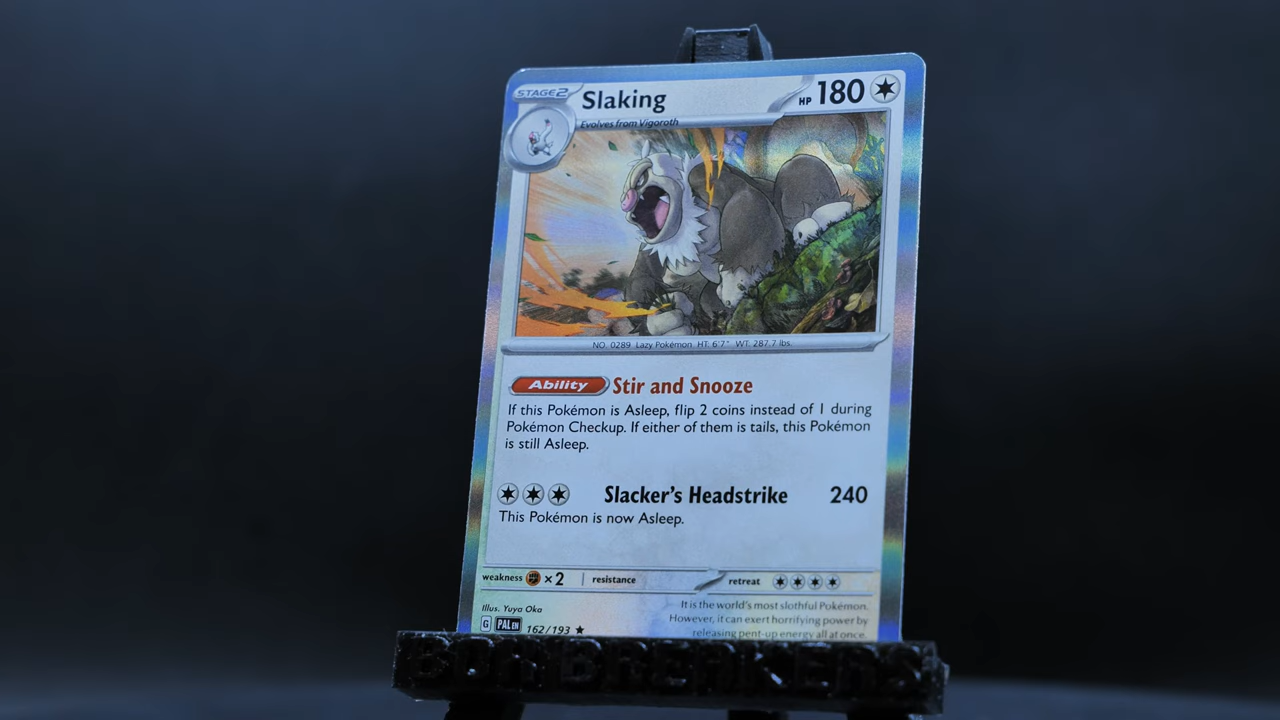 STAGE2
Slaking
HP 180
Evolves from Vigoroth
NO. 0289 Lazy Pokémon HT: 6'7" WT: 287.7 lbs.
Ability Stir and Snooze
If this Pokémon is Asleep, flip 2 coins instead of 1 during
Pokémon Checkup. If either of them is tails, this Pokémon
is still Asleep.
Slacker's Headstrike 240
This Pokémon is now Asleep.
weakness ×2 resistance retreat
Illus. Yuya Oka
It is the world's most slothful Pokémon.
However, it can exert horrifying power by
releasing pent-up energy all at once.
G PAL EN 162/193 ★
BOX BREAKERS